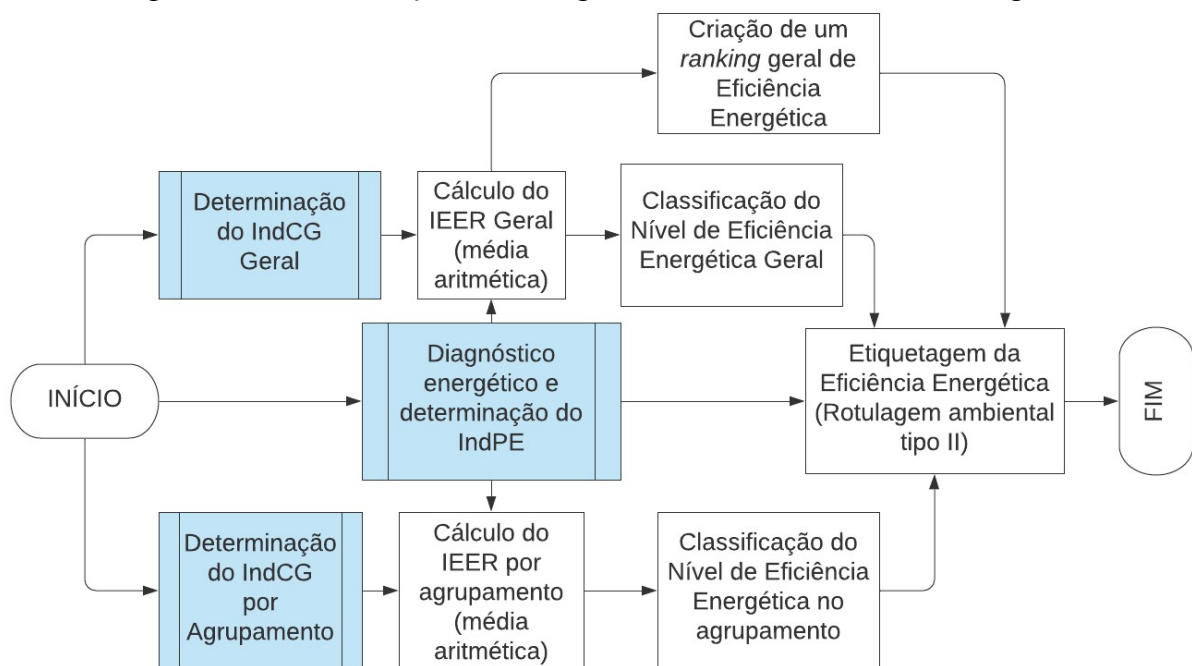 Criação de um
ranking geral de
Eficiência
Energética
Determinação
do IndCG
Geral
Cálculo do
IEER Geral
(média
aritmética)
Classificação do
Nível de Eficiência
Energética Geral
INÍCIO
Diagnóstico
energético e
determinação do
IndPE
Etiquetagem da
Eficiência Energética
(Rotulagem ambiental
tipo II)
FIM
Determinação
do IndCG
por
Agrupamento
Cálculo do
IEER por
agrupamento
(média
aritmética)
Classificação do
Nível de Eficiência
Energética no
agrupamento